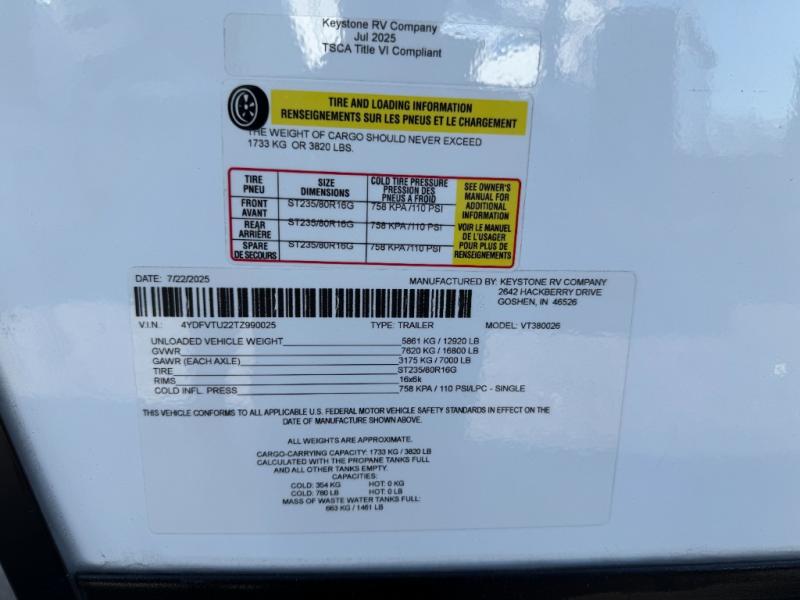 Keystone RV Company
Jul 2025
TSCA Title VI Compliant
TIRE AND LOADING INFORMATION
RENSEIGNEMENTS SUR LES PNEUS ET LE CHARGEMENT
THE WEIGHT OF CARGO SHOULD NEVER EXCEED
1733 KG OR 3820 LBS.
TIRE PNEU
SIZE DIMENSIONS
COLD TIRE PRESSURE PRESSION DES PNEUS A FROID
SEE OWNER'S MANUAL FOR ADDITIONAL INFORMATION
VOIR LE MANUEL DE L'USAGER POUR PLUS DE RENSEIGNEMENTS
FRONT AVANT ST235/80R16G 758 KPA /110 PSI
REAR ARRIÈRE ST235/80R16G 758 KPA /110 PSI
SPARE DE SECOURS ST235/80R16G 758 KPA /110 PSI
DATE: 7/22/2025 MANUFACTURED BY: KEYSTONE RV COMPANY
2642 HACKBERRY DRIVE
GOSHEN, IN 46526
V.I.N.: 4YDFVTU22TZ990025 TYPE: TRAILER MODEL: VT380026
UNLOADED VEHICLE WEIGHT 5861 KG / 12920 LB
GVWR 7620 KG / 16800 LB
GAWR (EACH AXLE) 3175 KG / 7000 LB
TIRE ST235/80R16G
RIMS 16x6k
COLD INFL. PRESS 758 KPA / 110 PSI/LPC - SINGLE
THIS VEHICLE CONFORMS TO ALL APPLICABLE U.S. FEDERAL MOTOR VEHICLE SAFETY STANDARDS IN EFFECT ON THE
DATE OF MANUFACTURE SHOWN ABOVE.
ALL WEIGHTS ARE APPROXIMATE.
CARGO-CARRYING CAPACITY: 1733 KG / 3820 LB
CALCULATED WITH THE PROPANE TANKS FULL
AND ALL OTHER TANKS EMPTY.
CAPACITIES:
COLD: 354 KG HOT: 0 KG
COLD: 780 LB HOT: 0 LB
MASS OF WASTE WATER TANKS FULL:
663 KG / 1461 LB